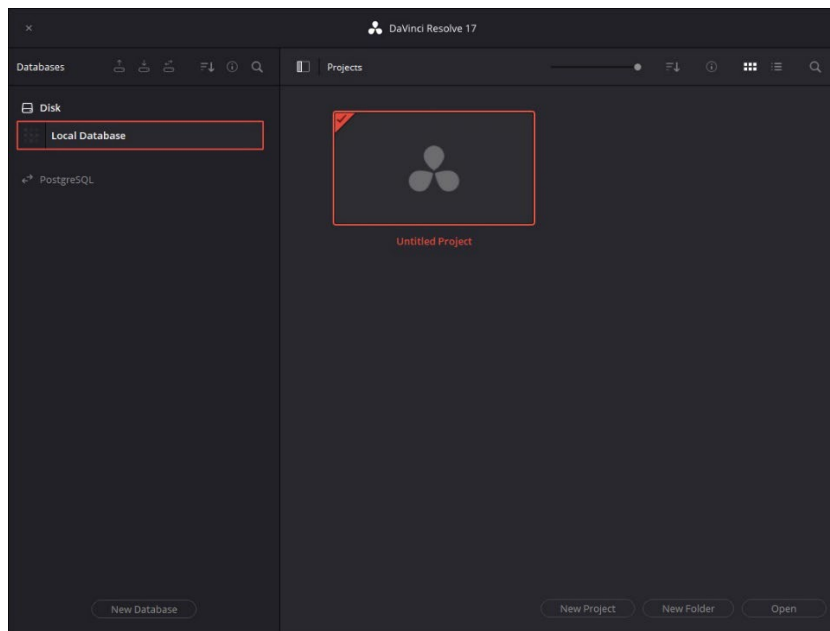 DaVinci Resolve 17
Databases
Projects
Disk
Local Database
PostgreSQL
Untitled Project
New Database
New Project
New Folder
Open